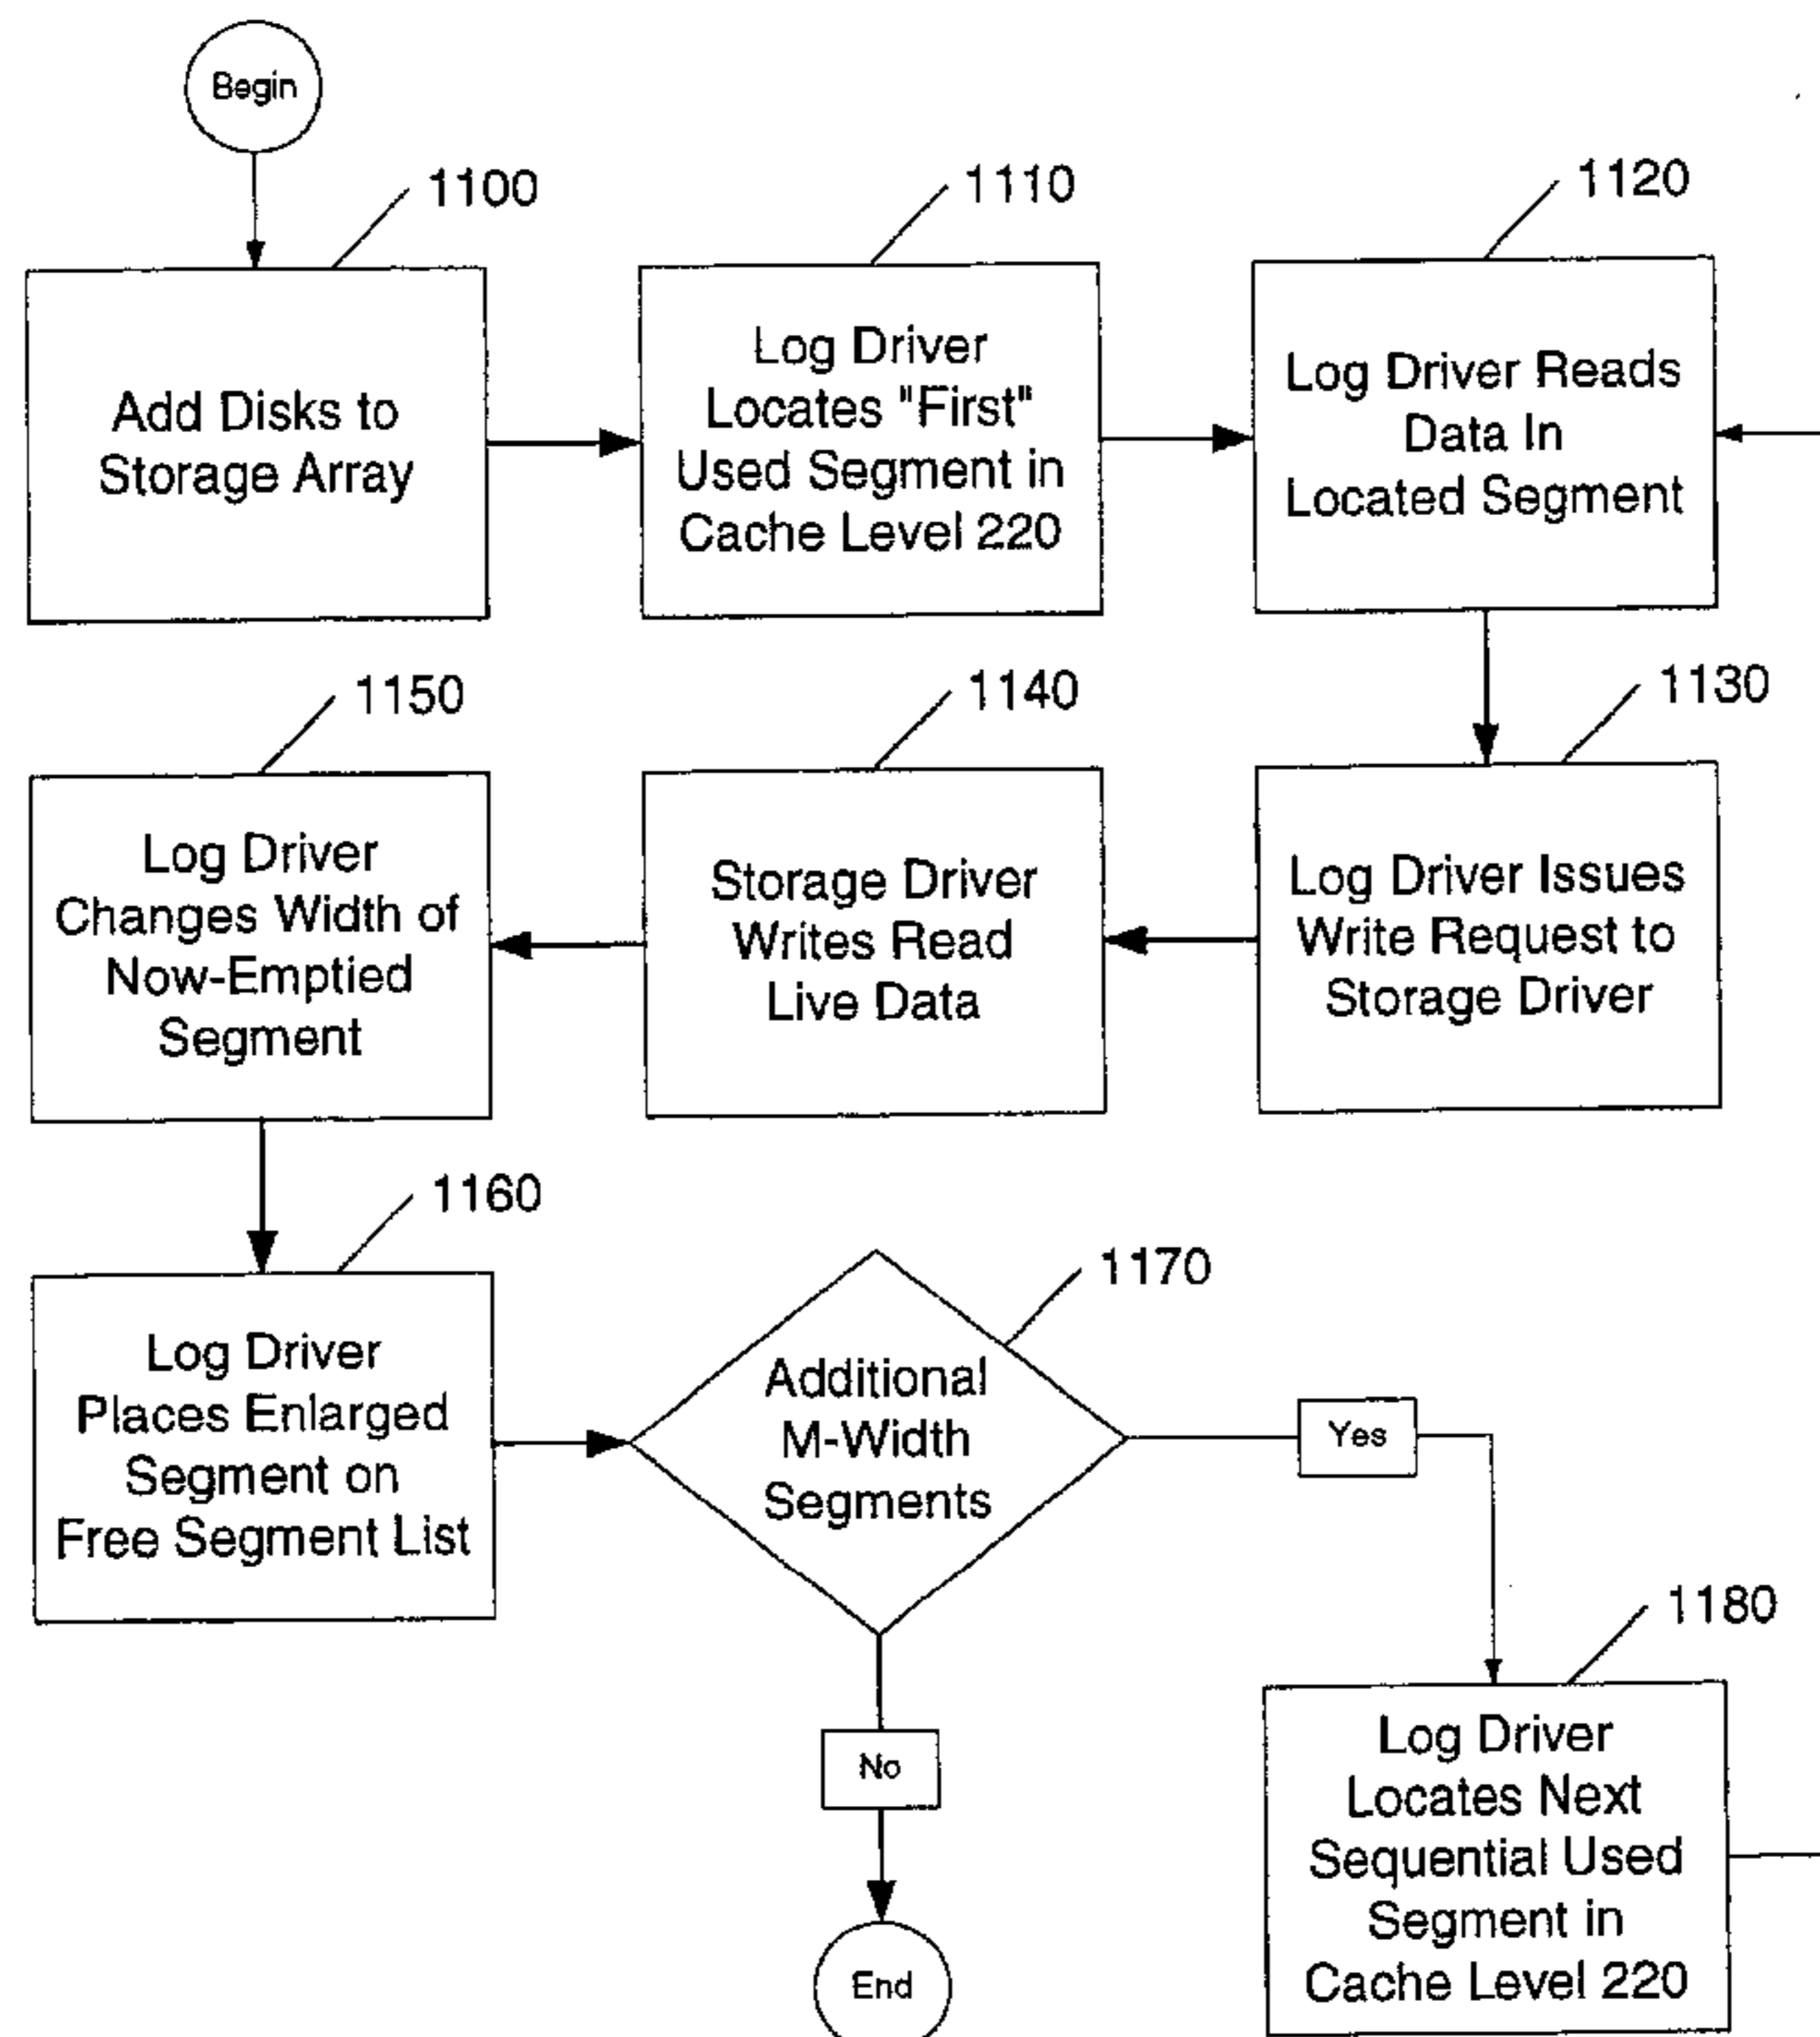 Begin
1100
Add Disks to
Storage Array
1110
Log Driver
Locates "First"
Used Segment in
Cache Level 220
1120
Log Driver Reads
Data In
Located Segment
1130
Log Driver Issues
Write Request to
Storage Driver
1140
Storage Driver
Writes Read
Live Data
1150
Log Driver
Changes Width of
Now-Emptied
Segment
1160
Log Driver
Places Enlarged
Segment on
Free Segment List
1170
Additional
M-Width
Segments
Yes
No
End
1180
Log Driver
Locates Next
Sequential Used
Segment in
Cache Level 220